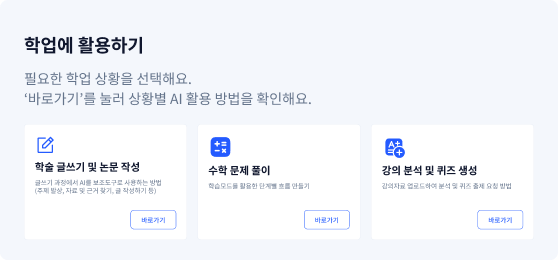 학업에 활용하기
필요한 학업 상황을 선택해요.
‘바로가기’를 눌러 상황별 AI 활용 방법을 확인해요.
학술 글쓰기 및 논문 작성
글쓰기 과정에서 AI를 보조도구로 사용하는 방법
(주제 발상, 자료 및 근거 찾기, 글 작성하기 등)
바로가기
수학 문제 풀이
학습모드를 활용한 단계별 흐름 만들기
바로가기
A+
강의 분석 및 퀴즈 생성
강의자료 업로드하여 분석 및 퀴즈 출제 요청 방법
바로가기